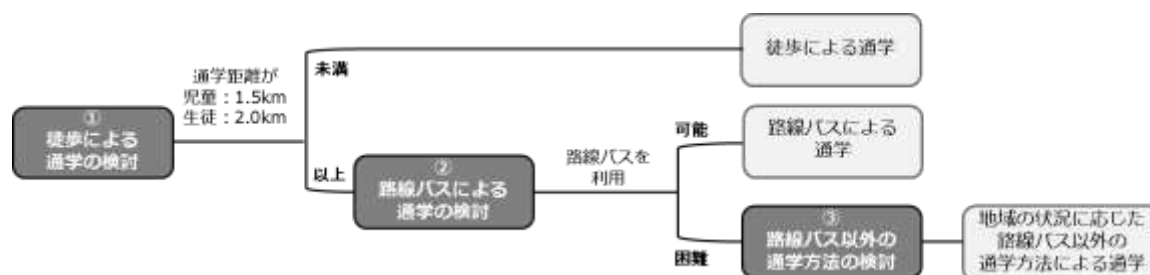 ①
徒歩による
通学の検討
通学距離が
児童：1.5km
生徒：2.0km
未満
徒歩による通学
以上
②
路線バスによる
通学の検討
路線バスを
利用
可能
路線バスによる
通学
困難
③
路線バス以外の
通学方法の検討
地域の状況に応じた
路線バス以外の
通学方法による通学